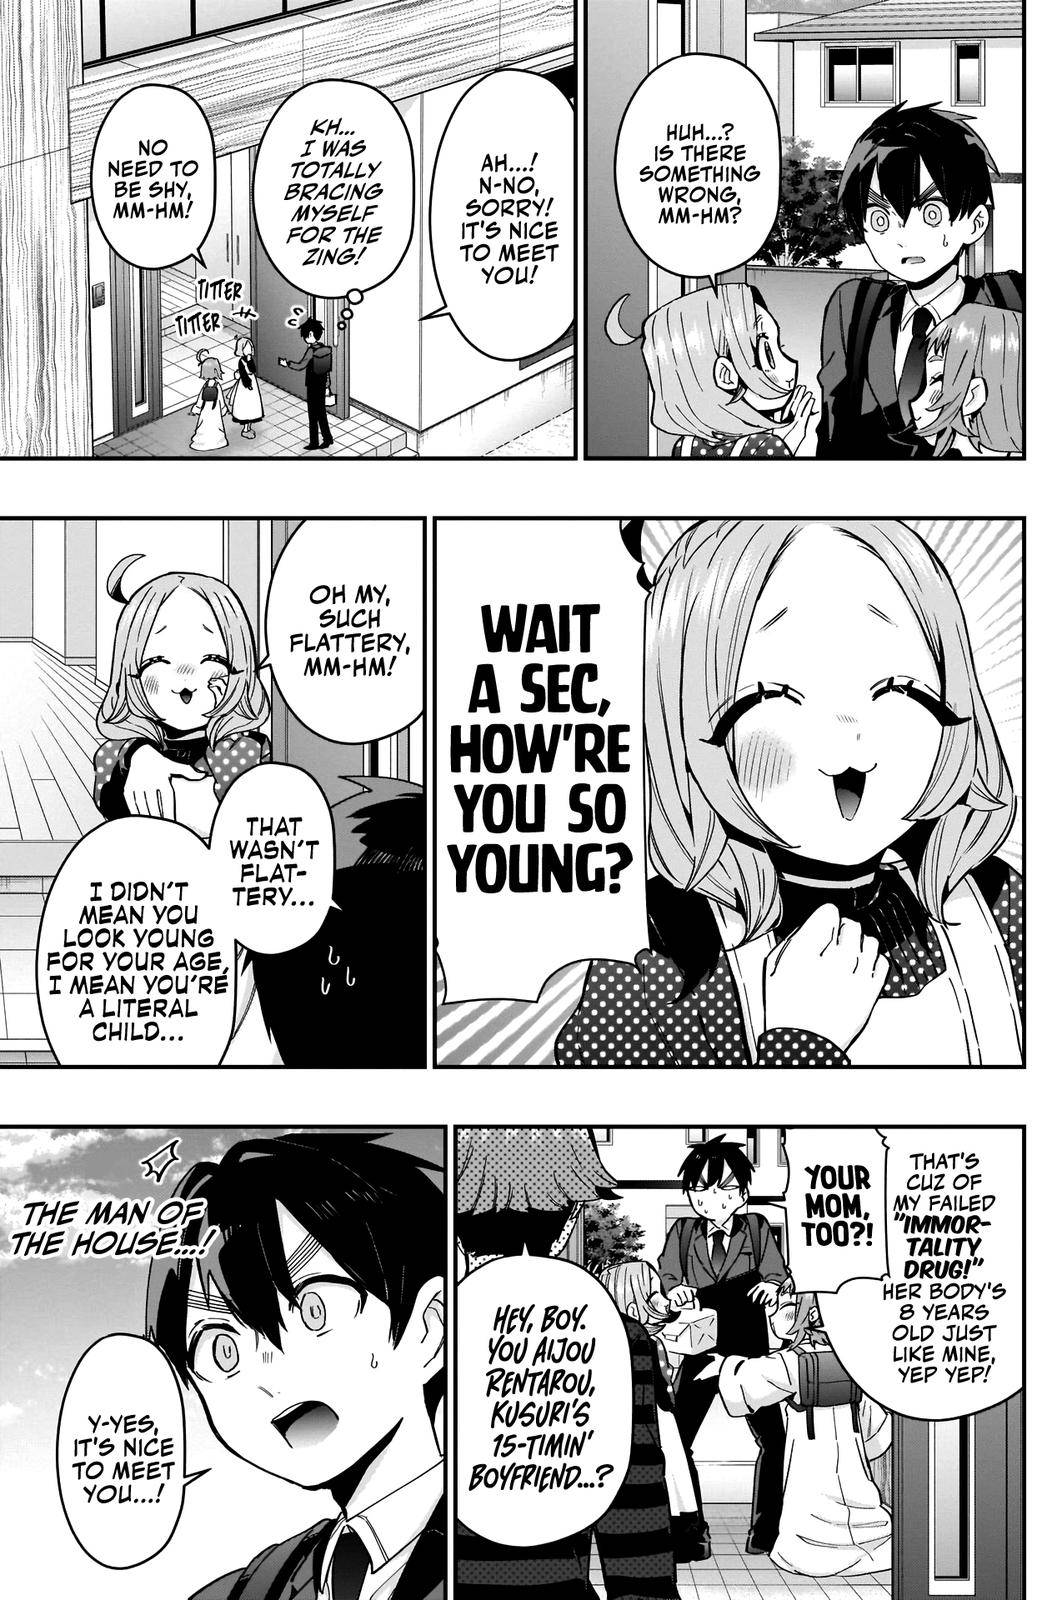 HUH...?
IS THERE
SOMETHING
WRONG,
MM-HM?
AH...!
N-NO,
SORRY!
IT'S NICE
TO MEET
YOU!
KH...
I WAS
TOTALLY
BRACING
MYSELF
FOR THE
ZING!
NO
NEED TO
BE SHY,
MM-HM!
TITTER
TITTER
WAIT
A SEC,
HOW'RE
YOU SO
YOUNG?
OH MY,
SUCH
FLATTERY,
MM-HM!
THAT
WASN'T
FLAT-
TERY...
I DIDN'T
MEAN YOU
LOOK YOUNG
FOR YOUR AGE,
I MEAN YOU'RE
A LITERAL
CHILD...
THAT'S
CUZ OF
MY FAILED
"IMMOR-
TALITY
DRUG!"
HER BODY'S
8 YEARS
OLD JUST
LIKE MINE,
YEP YEP!
YOUR
MOM,
TOO?!
HEY, BOY.
YOU AIJOU
RENTAROU,
KUSURI'S
15-TIMIN'
BOYFRIEND...?
THE MAN OF
THE HOUSE...!
Y-YES,
IT'S NICE
TO MEET
YOU...!